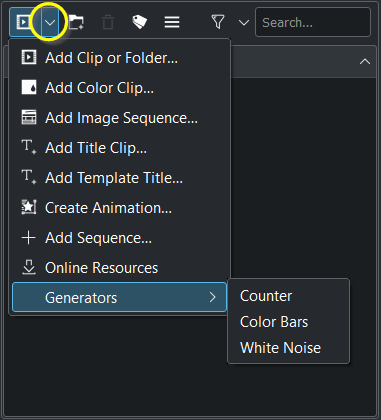 Search...
Add Clip or Folder...
Add Color Clip...
Add Image Sequence...
Add Title Clip...
Add Template Title...
Create Animation...
Add Sequence...
Online Resources
Generators
Counter
Color Bars
White Noise